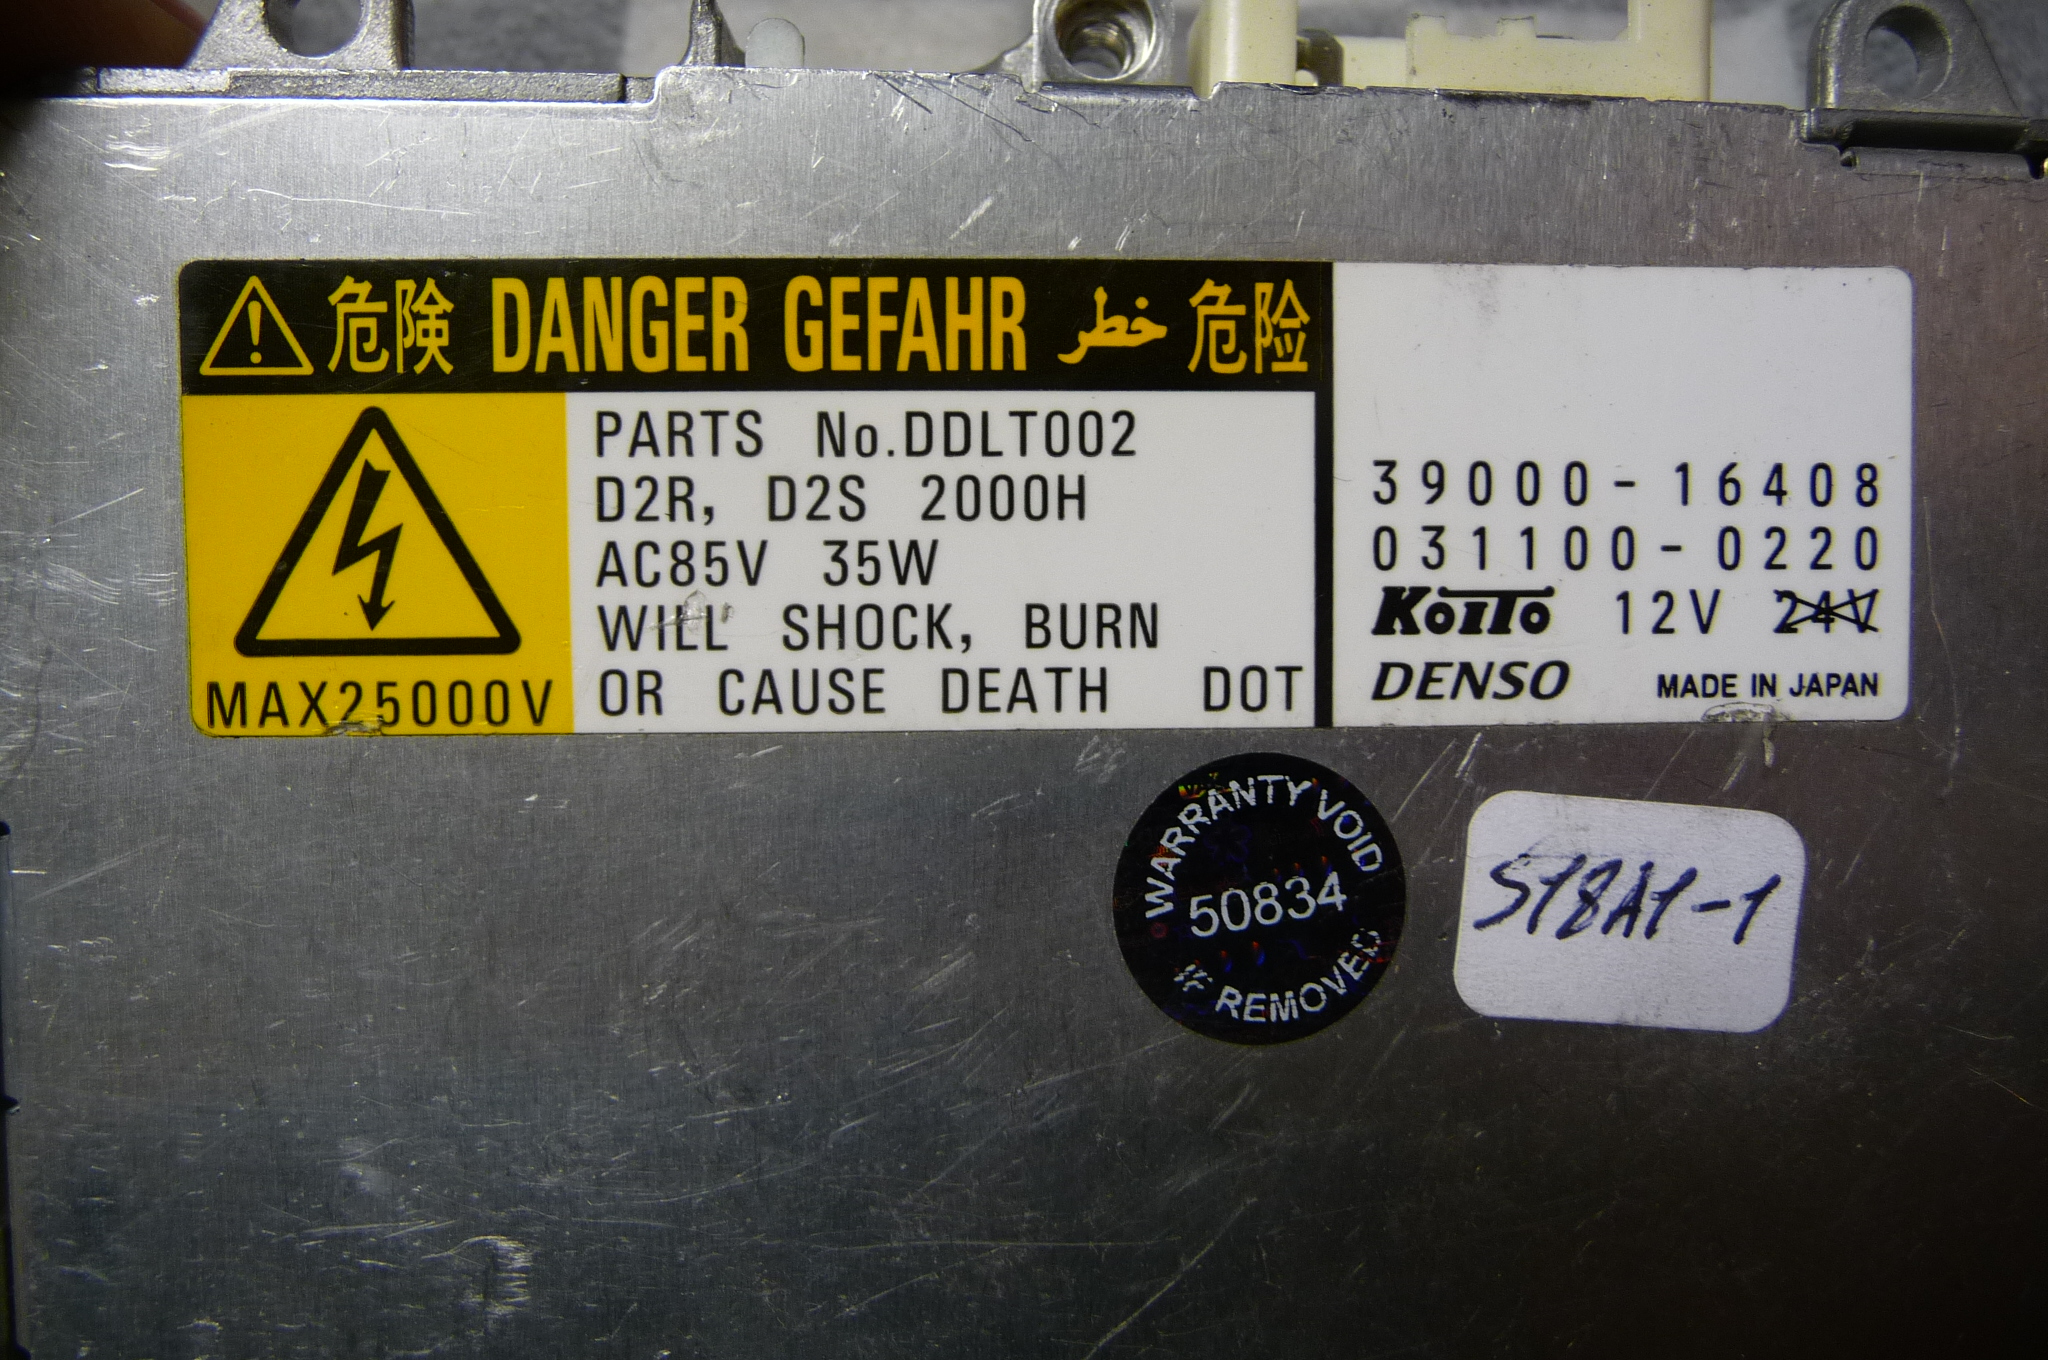 危険 DANGER GEFAHR خطر 危险
MAX25000V
PARTS No.DDLT002
D2R, D2S 2000H
AC85V 35W
WILL SHOCK, BURN
OR CAUSE DEATH DOT
39000-16408
031100-0220
KOITO 12V 24V
DENSO MADE IN JAPAN
WARRANTY VOID
50834
IF REMOVED
S18A1-1